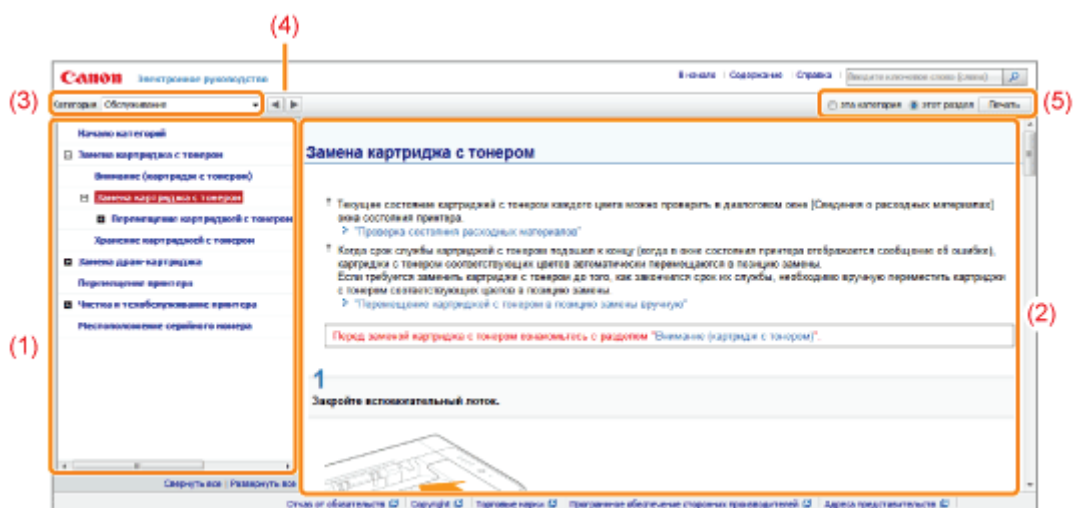 (4)
Canon Электронное руководство
В начало Содержание Справка Введите ключевое слово (слова)
(3)
Категория Обслуживание
эта категория этот раздел Печать
(5)
Начало категорий
Замена картриджа с тонером
Внимание (картридж с тонером)
Замена картриджа с тонером
Перемещение картриджей с тонером
Хранение картриджей с тонером
Замена драм-картриджа
Перемещение принтера
Чистка и техобслуживание принтера
Местоположение серийного номера
(1)
Свернуть все Развернуть все
Замена картриджа с тонером
Текущее состояние картриджей с тонером каждого цвета можно проверить в диалоговом окне [Сведения о расходных материалах]
окна состояния принтера.
"Проверка состояния расходных материалов"
Когда срок службы картриджей с тонером подошел к концу (когда в окне состояния принтера отображается сообщение об ошибке),
картриджи с тонером соответствующих цветов автоматически перемещаются в позицию замены.
Если требуется заменить картриджи с тонером до того, как закончился срок их службы, необходимо вручную переместить картриджи
с тонером соответствующих цветов в позицию замены.
"Перемещение картриджей с тонером в позицию замены вручную"
(2)
Перед заменой картриджа с тонером ознакомьтесь с разделом "Внимание (картридж с тонером)".
1
Закройте вспомогательный лоток.
Отказ от обязательств Copyright Торговые марки Программное обеспечение сторонних производителей Адреса представительств